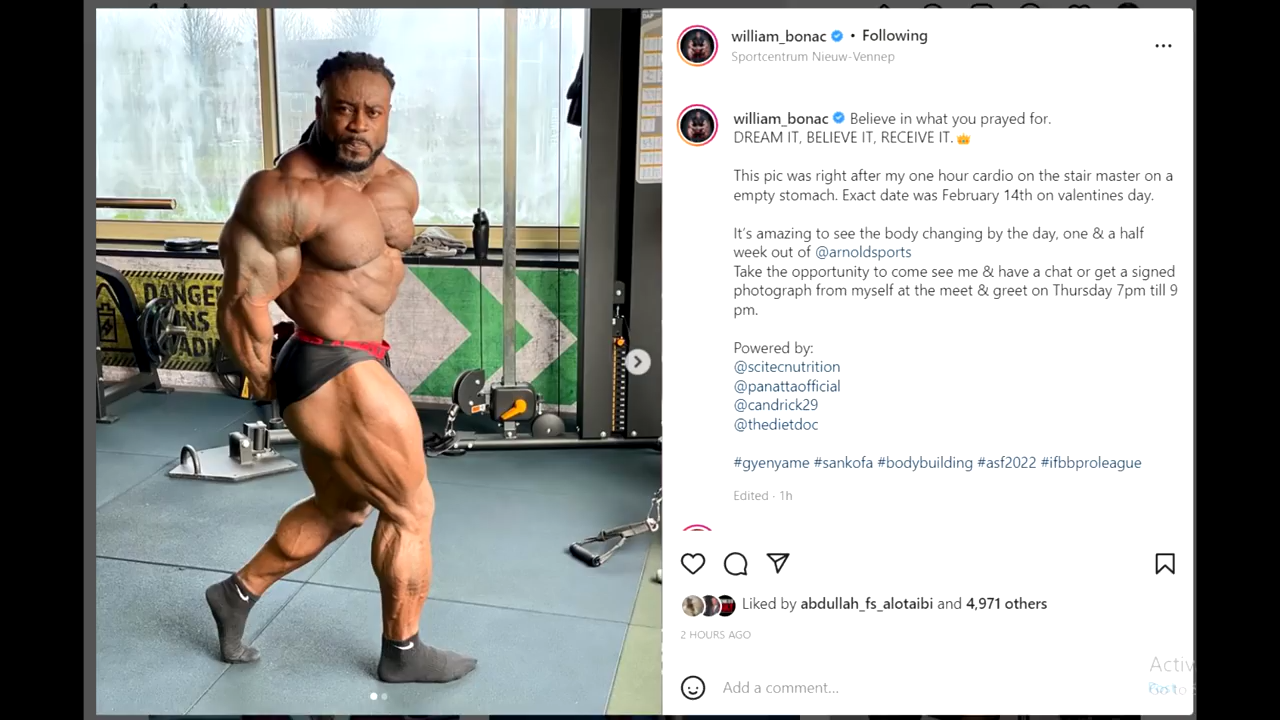 william_bonac • Following
Sportcentrum Nieuw-Vennep
william_bonac Believe in what you prayed for.
DREAM IT, BELIEVE IT, RECEIVE IT.👑
This pic was right after my one hour cardio on the stair master on a
empty stomach. Exact date was February 14th on valentines day.
It's amazing to see the body changing by the day, one & a half
week out of @arnoldsports
Take the opportunity to come see me & have a chat or get a signed
photograph from myself at the meet & greet on Thursday 7pm till 9
pm.
Powered by:
@scitecnutrition
@panattaofficial
@candrick29
@thedietdoc
#gyenyame #sankofa #bodybuilding #asf2022 #ifbbproleague
Edited · 1h
Liked by abdullah_fs_alotaibi and 4,971 others
2 HOURS AGO
Add a comment...
DANGER